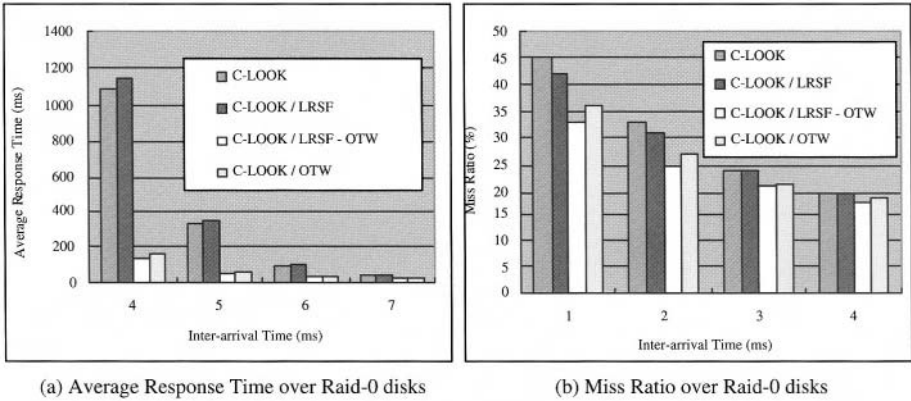 1400
1200
1000
800
600
400
200
0
Average Response Time (ms)
C-LOOK
C-LOOK / LRSF
C-LOOK / LRSF - OTW
C-LOOK / OTW
4 5 6 7
Inter-arrival Time (ms)
(a) Average Response Time over Raid-0 disks
50
45
40
35
30
25
20
15
10
5
0
Miss Ratio (%)
C-LOOK
C-LOOK / LRSF
C-LOOK / LRSF - OTW
C-LOOK / OTW
1 2 3 4
Inter-arrival Time (ms)
(b) Miss Ratio over Raid-0 disks